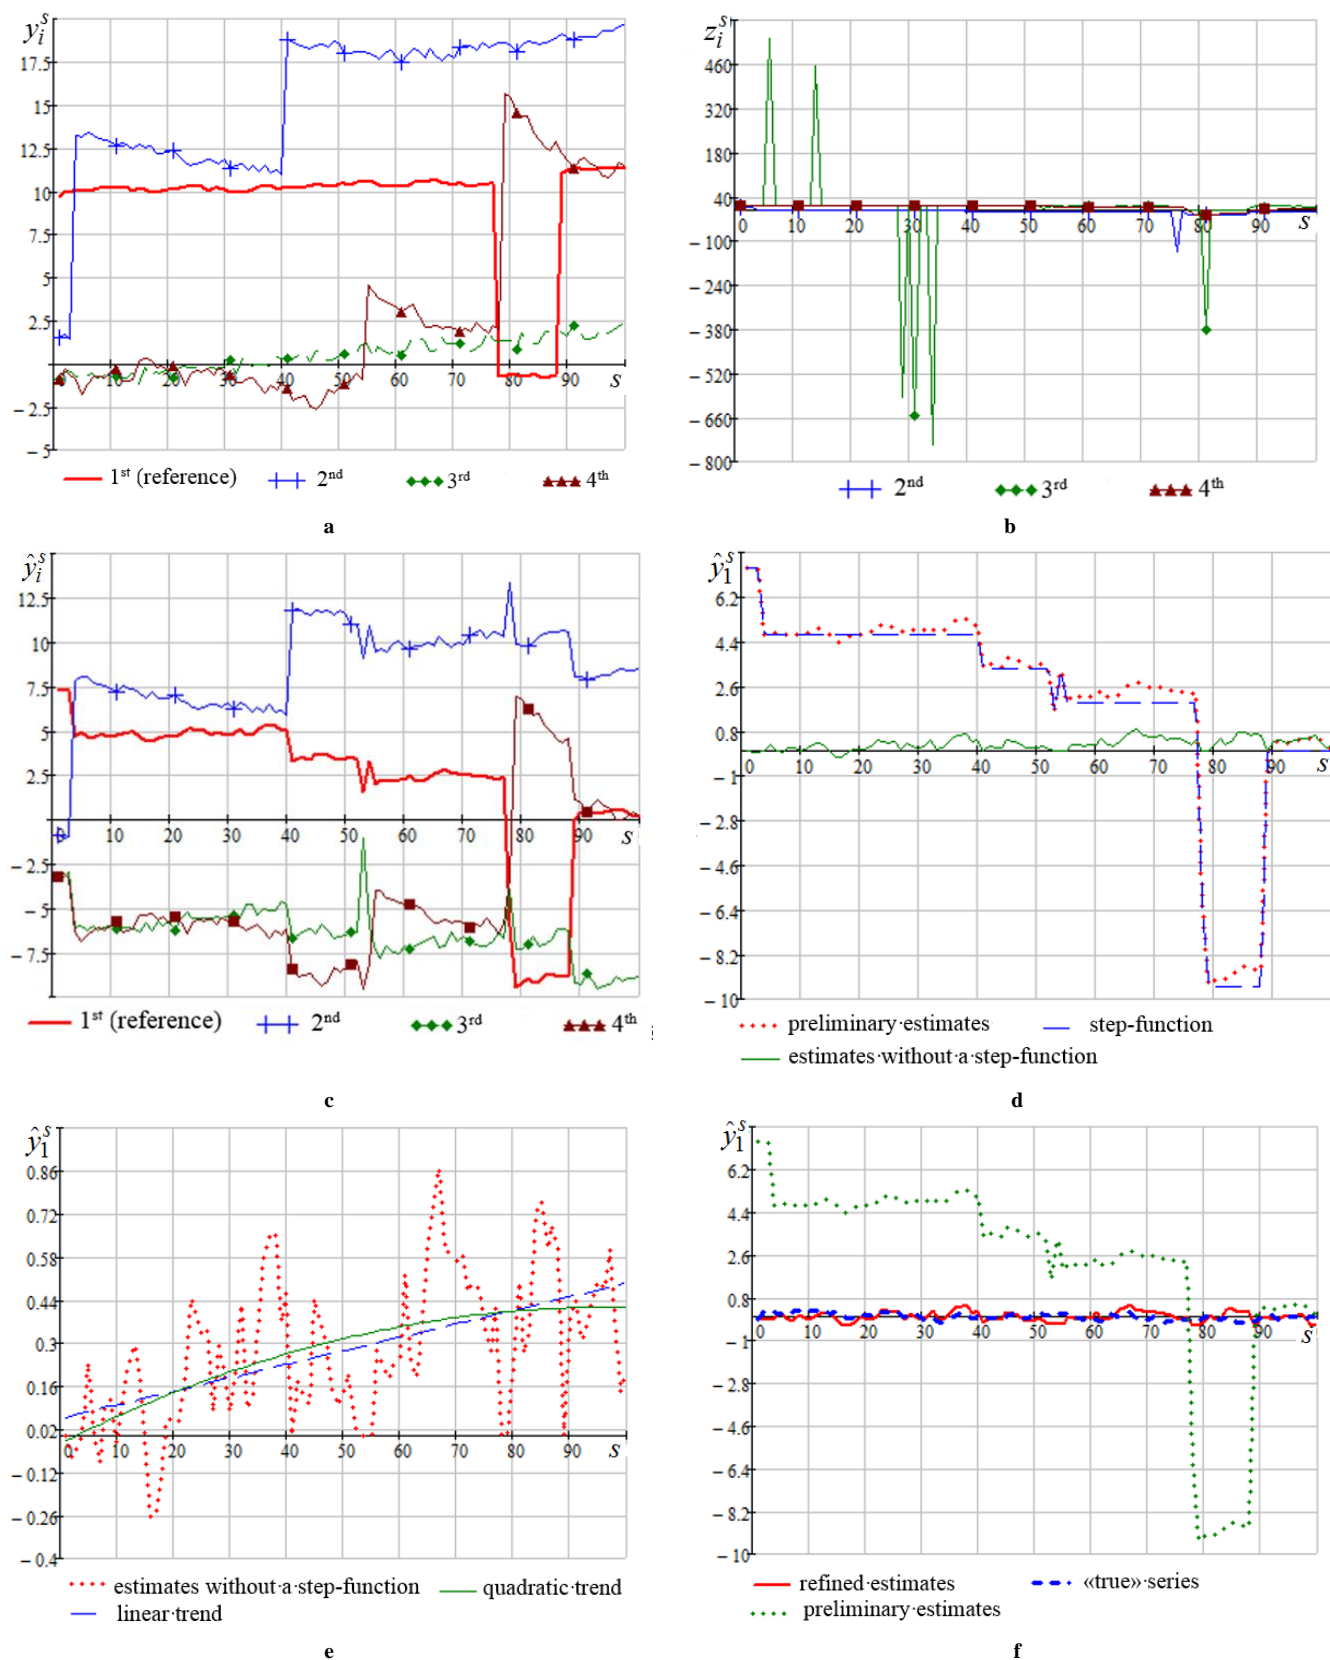 y_i^s
17.5
15
12.5
10
7.5
5
2.5
0 10 20 30 40 50 60 70 80 90 s
− 2.5
− 5
1st (reference) 2nd 3rd 4th
a
z_i^s
460
320
180
40
0 10 20 30 40 50 60 70 80 90 s
− 100
− 240
− 380
− 520
− 660
− 800
2nd 3rd 4th
b
ŷ_i^s
12.5
10
7.5
5
2.5
0 10 20 30 40 50 60 70 80 90 s
− 2.5
− 5
− 7.5
1st (reference) 2nd 3rd 4th
c
ŷ_1^s
6.2
4.4
2.6
0.8
0 10 20 30 40 50 60 70 80 90 s
− 1
− 2.8
− 4.6
− 6.4
− 8.2
− 10
preliminary·estimates step-function
estimates·without·a·step-function
d
ŷ_1^s
0.86
0.72
0.58
0.44
0.3
0.16
0.02
0 10 20 30 40 50 60 70 80 90 s
− 0.12
− 0.26
− 0.4
estimates without·a·step-function quadratic·trend
linear·trend
e
ŷ_1^s
6.2
4.4
2.6
0.8
0 10 20 30 40 50 60 70 80 90 s
− 1
− 2.8
− 4.6
− 6.4
− 8.2
− 10
refined·estimates «true»·series
preliminary·estimates
f